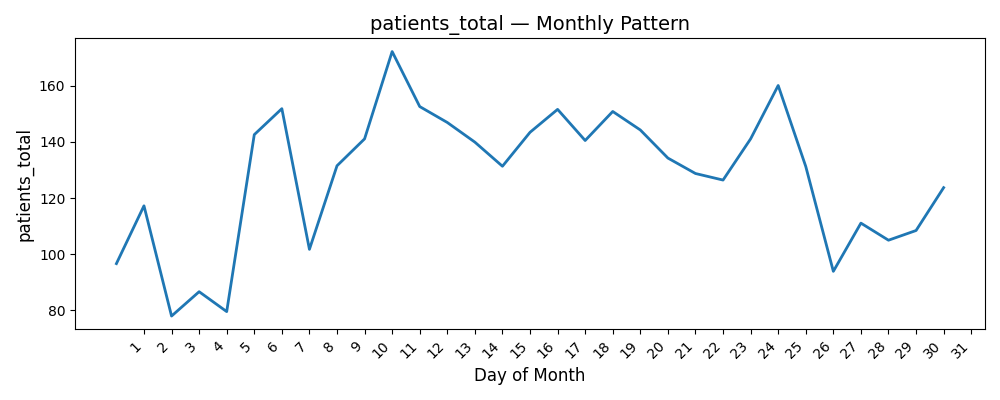 patients_total — Monthly Pattern
patients_total
160
140
120
100
80
1 2 3 4 5 6 7 8 9 10 11 12 13 14 15 16 17 18 19 20 21 22 23 24 25 26 27 28 29 30 31
Day of Month